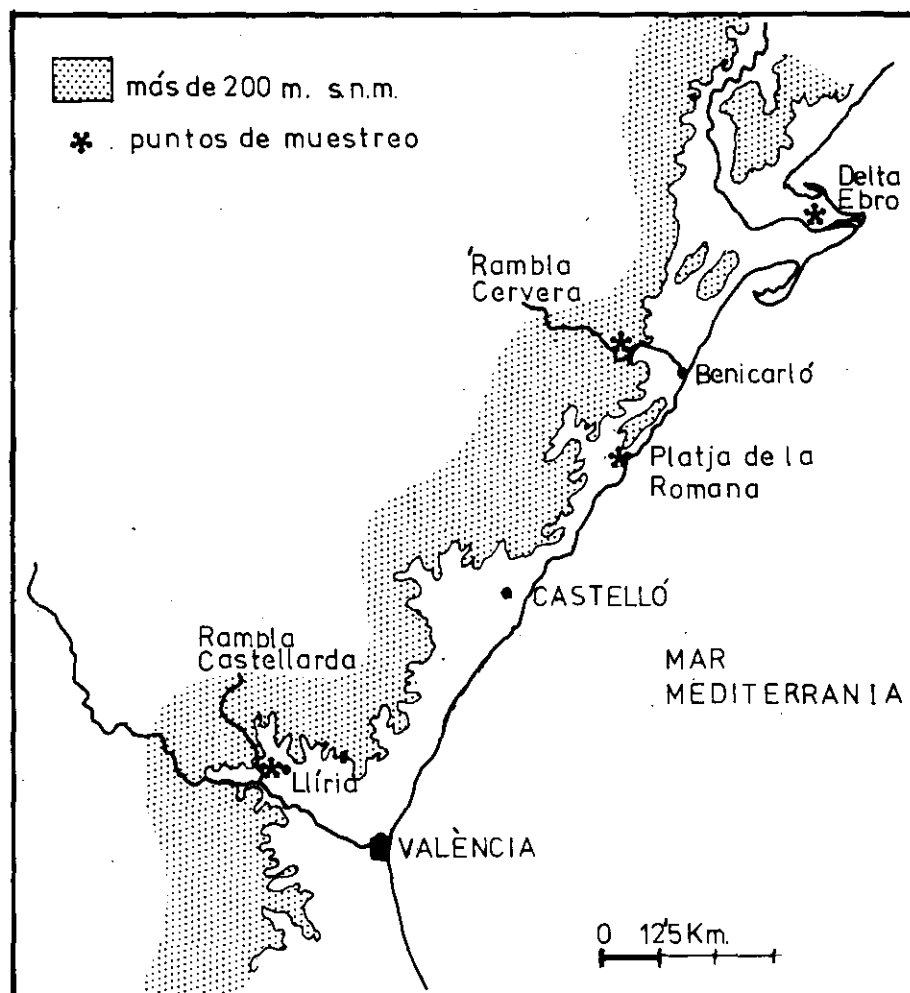 más de 200 m. s.n.m.
puntos de muestreo
Delta
Ebro
Rambla
Cervera
Benicarló
Platja de la
Romana
CASTELLÓ
Rambla
Castellarda
MAR
MEDITERRANIA
Llíria
VALÈNCIA
0 12'5 Km.